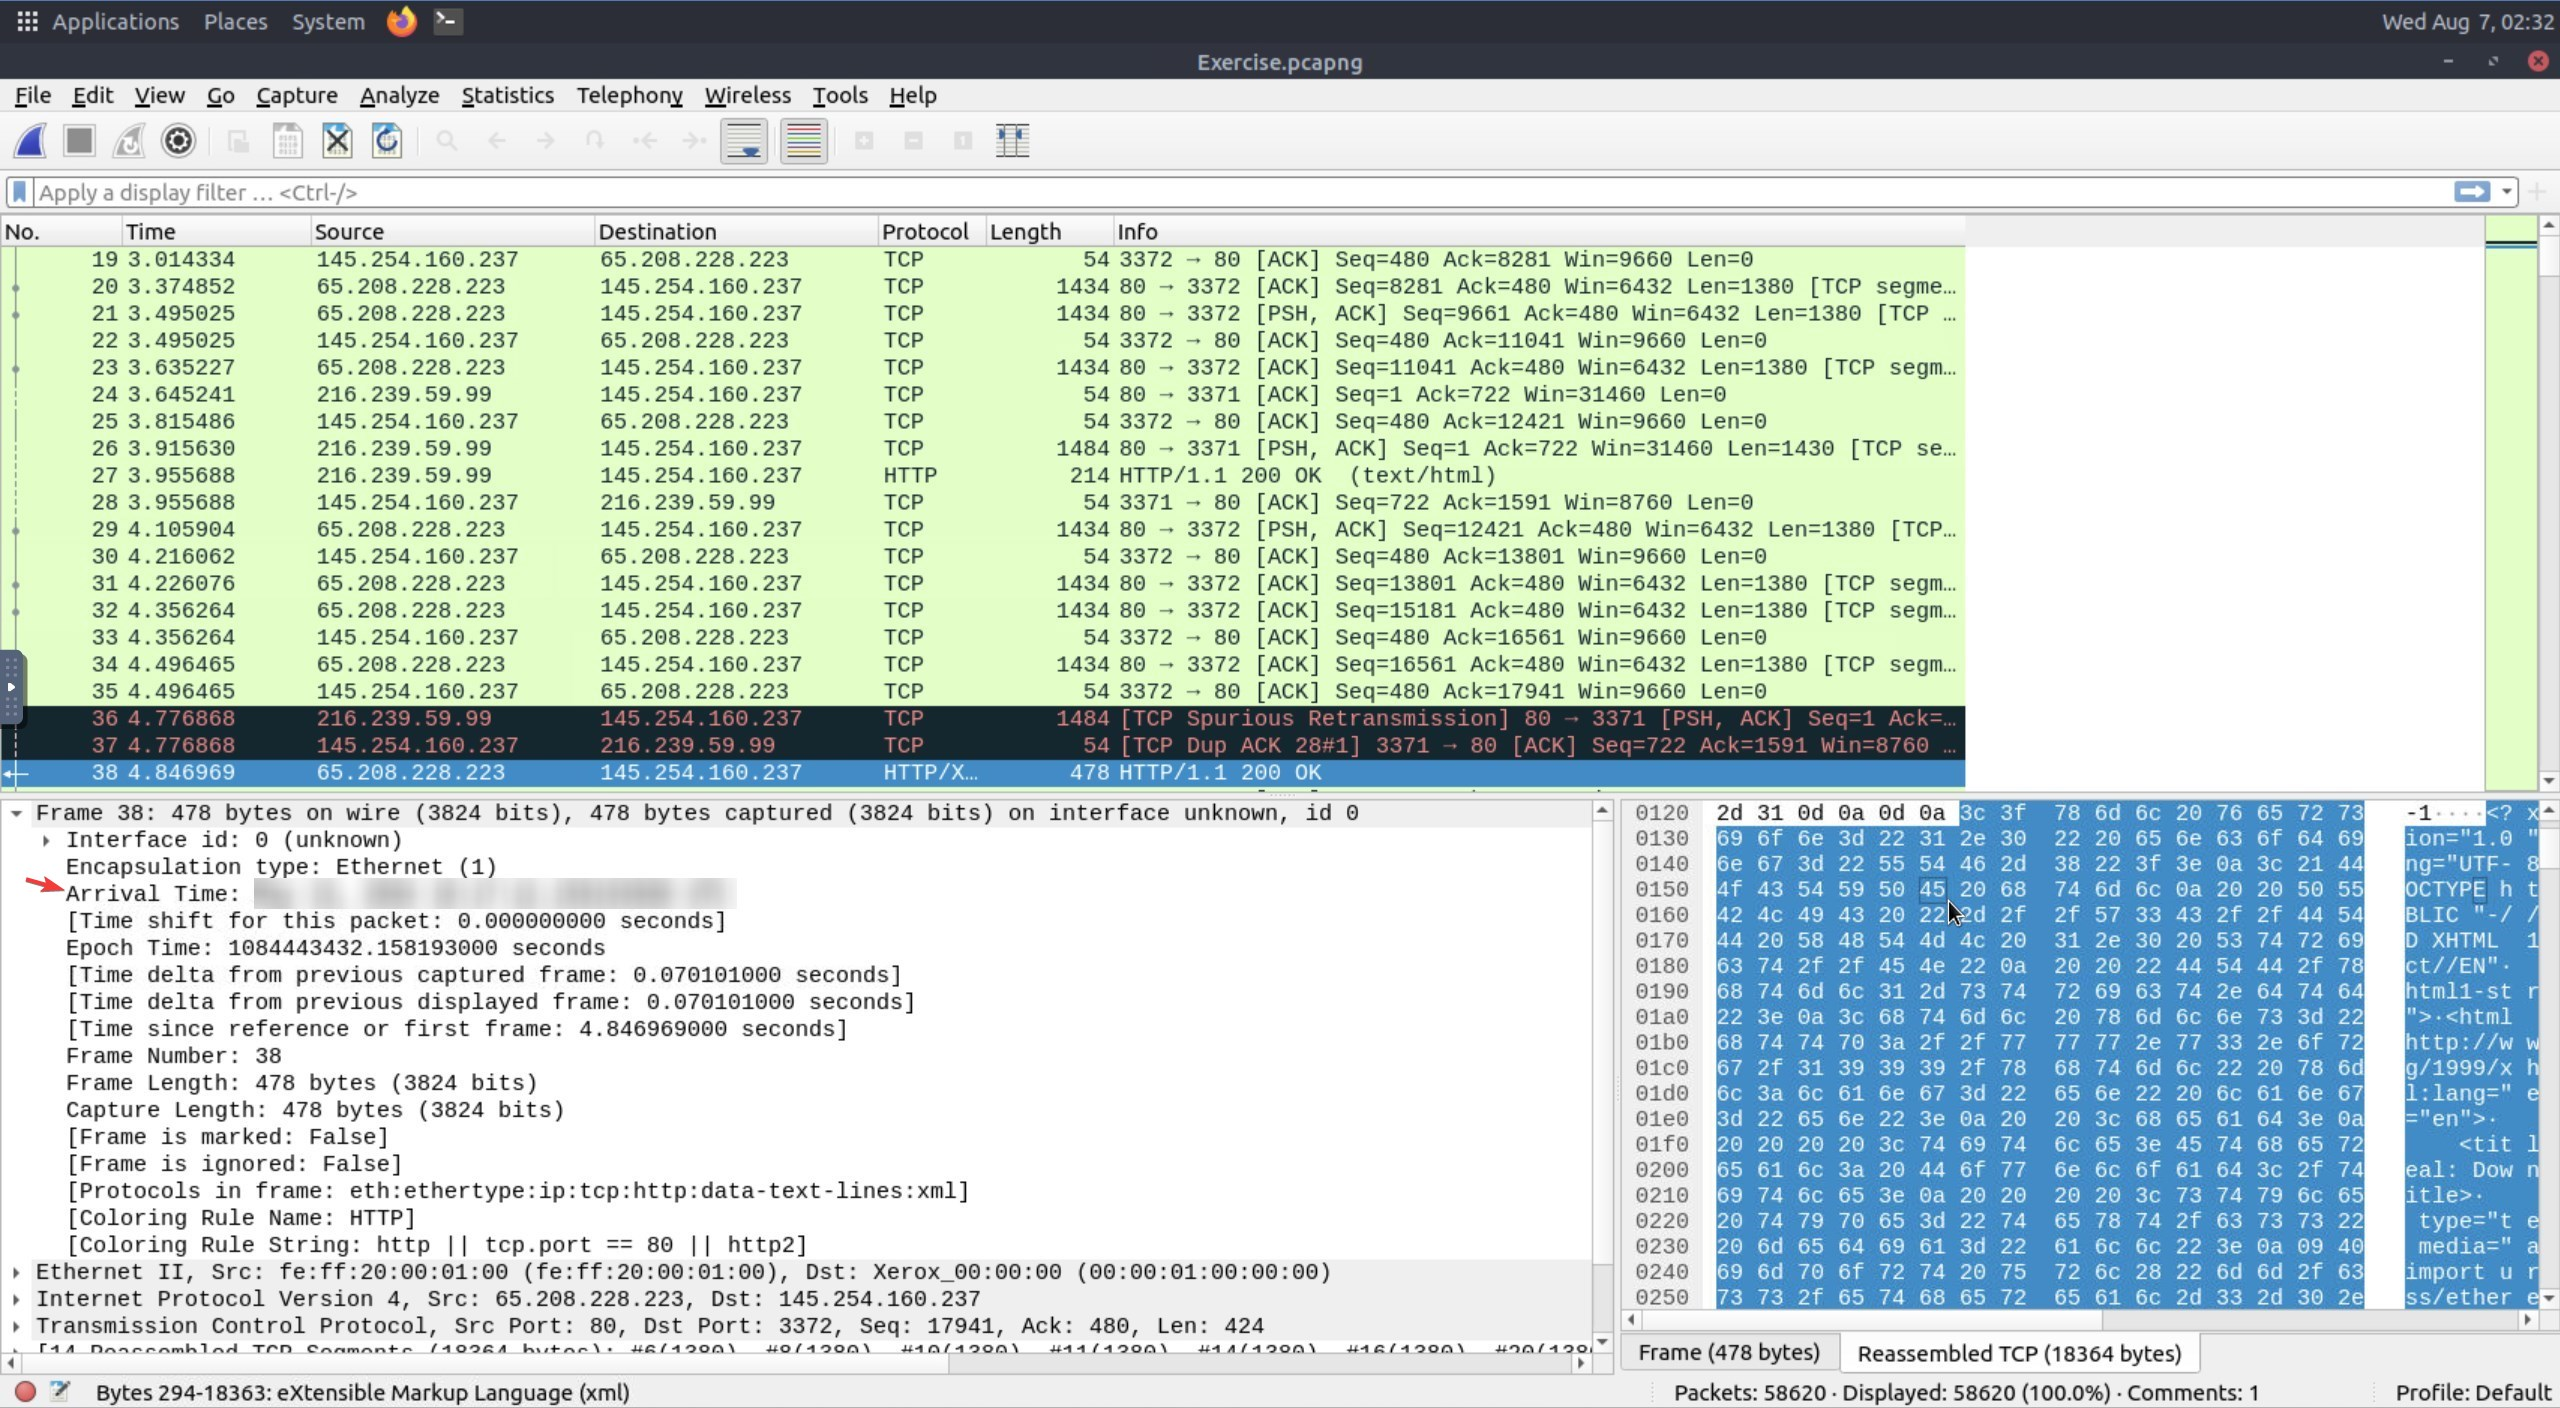 Applications Places System Wed Aug 7, 02:32
Exercise.pcapng
File Edit View Go Capture Analyze Statistics Telephony Wireless Tools Help
Apply a display filter … <Ctrl-/>
No. Time Source Destination Protocol Length Info
19 3.014334 145.254.160.237 65.208.228.223 TCP 54 3372 → 80 [ACK] Seq=480 Ack=8281 Win=9660 Len=0
20 3.374852 65.208.228.223 145.254.160.237 TCP 1434 80 → 3372 [ACK] Seq=8281 Ack=480 Win=6432 Len=1380 [TCP segme…
21 3.495025 65.208.228.223 145.254.160.237 TCP 1434 80 → 3372 [PSH, ACK] Seq=9661 Ack=480 Win=6432 Len=1380 [TCP …
22 3.495025 145.254.160.237 65.208.228.223 TCP 54 3372 → 80 [ACK] Seq=480 Ack=11041 Win=9660 Len=0
23 3.635227 65.208.228.223 145.254.160.237 TCP 1434 80 → 3372 [ACK] Seq=11041 Ack=480 Win=6432 Len=1380 [TCP segm…
24 3.645241 216.239.59.99 145.254.160.237 TCP 54 80 → 3371 [ACK] Seq=1 Ack=722 Win=31460 Len=0
25 3.815486 145.254.160.237 65.208.228.223 TCP 54 3372 → 80 [ACK] Seq=480 Ack=12421 Win=9660 Len=0
26 3.915630 216.239.59.99 145.254.160.237 TCP 1484 80 → 3371 [PSH, ACK] Seq=1 Ack=722 Win=31460 Len=1430 [TCP se…
27 3.955688 216.239.59.99 145.254.160.237 HTTP 214 HTTP/1.1 200 OK (text/html)
28 3.955688 145.254.160.237 216.239.59.99 TCP 54 3371 → 80 [ACK] Seq=722 Ack=1591 Win=8760 Len=0
29 4.105904 65.208.228.223 145.254.160.237 TCP 1434 80 → 3372 [PSH, ACK] Seq=12421 Ack=480 Win=6432 Len=1380 [TCP…
30 4.216062 145.254.160.237 65.208.228.223 TCP 54 3372 → 80 [ACK] Seq=480 Ack=13801 Win=9660 Len=0
31 4.226076 65.208.228.223 145.254.160.237 TCP 1434 80 → 3372 [ACK] Seq=13801 Ack=480 Win=6432 Len=1380 [TCP segm…
32 4.356264 65.208.228.223 145.254.160.237 TCP 1434 80 → 3372 [ACK] Seq=15181 Ack=480 Win=6432 Len=1380 [TCP segm…
33 4.356264 145.254.160.237 65.208.228.223 TCP 54 3372 → 80 [ACK] Seq=480 Ack=16561 Win=9660 Len=0
34 4.496465 65.208.228.223 145.254.160.237 TCP 1434 80 → 3372 [ACK] Seq=16561 Ack=480 Win=6432 Len=1380 [TCP segm…
35 4.496465 145.254.160.237 65.208.228.223 TCP 54 3372 → 80 [ACK] Seq=480 Ack=17941 Win=9660 Len=0
36 4.776868 216.239.59.99 145.254.160.237 TCP 1484 [TCP Spurious Retransmission] 80 → 3371 [PSH, ACK] Seq=1 Ack=…
37 4.776868 145.254.160.237 216.239.59.99 TCP 54 [TCP Dup ACK 28#1] 3371 → 80 [ACK] Seq=722 Ack=1591 Win=8760 …
38 4.846969 65.208.228.223 145.254.160.237 HTTP/X… 478 HTTP/1.1 200 OK
Frame 38: 478 bytes on wire (3824 bits), 478 bytes captured (3824 bits) on interface unknown, id 0
Interface id: 0 (unknown)
Encapsulation type: Ethernet (1)
Arrival Time:
[Time shift for this packet: 0.000000000 seconds]
Epoch Time: 1084443432.158193000 seconds
[Time delta from previous captured frame: 0.070101000 seconds]
[Time delta from previous displayed frame: 0.070101000 seconds]
[Time since reference or first frame: 4.846969000 seconds]
Frame Number: 38
Frame Length: 478 bytes (3824 bits)
Capture Length: 478 bytes (3824 bits)
[Frame is marked: False]
[Frame is ignored: False]
[Protocols in frame: eth:ethertype:ip:tcp:http:data-text-lines:xml]
[Coloring Rule Name: HTTP]
[Coloring Rule String: http || tcp.port == 80 || http2]
Ethernet II, Src: fe:ff:20:00:01:00 (fe:ff:20:00:01:00), Dst: Xerox_00:00:00 (00:00:01:00:00:00)
Internet Protocol Version 4, Src: 65.208.228.223, Dst: 145.254.160.237
Transmission Control Protocol, Src Port: 80, Dst Port: 3372, Seq: 17941, Ack: 480, Len: 424
[14 Reassembled TCP Segments (18364 bytes): #6(1380), #8(1380), #10(1380), #11(1380), #14(1380), #16(1380), #20(138
0120 2d 31 0d 0a 0d 0a 3c 3f 78 6d 6c 20 76 65 72 73 -1····<? x
0130 69 6f 6e 3d 22 31 2e 30 22 20 65 6e 63 6f 64 69 ion="1.0 "
0140 6e 67 3d 22 55 54 46 2d 38 22 3f 3e 0a 3c 21 44 ng="UTF- 8
0150 4f 43 54 59 50 45 20 68 74 6d 6c 0a 20 20 50 55 OCTYPE h t
0160 42 4c 49 43 20 22 2d 2f 2f 57 33 43 2f 2f 44 54 BLIC "-/ /
0170 44 20 58 48 54 4d 4c 20 31 2e 30 20 53 74 72 69 D XHTML 1
0180 63 74 2f 2f 45 4e 22 0a 20 20 22 44 54 44 2f 78 ct//EN"·
0190 68 74 6d 6c 31 2d 73 74 72 69 63 74 2e 64 74 64 html1-st r
01a0 22 3e 0a 3c 68 74 6d 6c 20 78 6d 6c 6e 73 3d 22 ">·<html
01b0 68 74 74 70 3a 2f 2f 77 77 77 2e 77 33 2e 6f 72 http://w w
01c0 67 2f 31 39 39 39 2f 78 68 74 6d 6c 22 20 78 6d g/1999/x h
01d0 6c 3a 6c 61 6e 67 3d 22 65 6e 22 20 6c 61 6e 67 l:lang=" e
01e0 3d 22 65 6e 22 3e 0a 20 20 3c 68 65 61 64 3e 0a ="en">·
01f0 20 20 20 20 3c 74 69 74 6c 65 3e 45 74 68 65 72 <tit l
0200 65 61 6c 3a 20 44 6f 77 6e 6c 6f 61 64 3c 2f 74 eal: Dow n
0210 69 74 6c 65 3e 0a 20 20 20 20 3c 73 74 79 6c 65 itle>·
0220 20 74 79 70 65 3d 22 74 65 78 74 2f 63 73 73 22 type="t e
0230 20 6d 65 64 69 61 3d 22 61 6c 6c 22 3e 0a 09 40 media=" a
0240 69 6d 70 6f 72 74 20 75 72 6c 28 22 6d 6d 2f 63 import u r
0250 73 73 2f 65 74 68 65 72 65 61 6c 2d 33 2d 30 2e ss/ether e
Frame (478 bytes) Reassembled TCP (18364 bytes)
Bytes 294-18363: eXtensible Markup Language (xml) Packets: 58620 · Displayed: 58620 (100.0%) · Comments: 1 Profile: Default